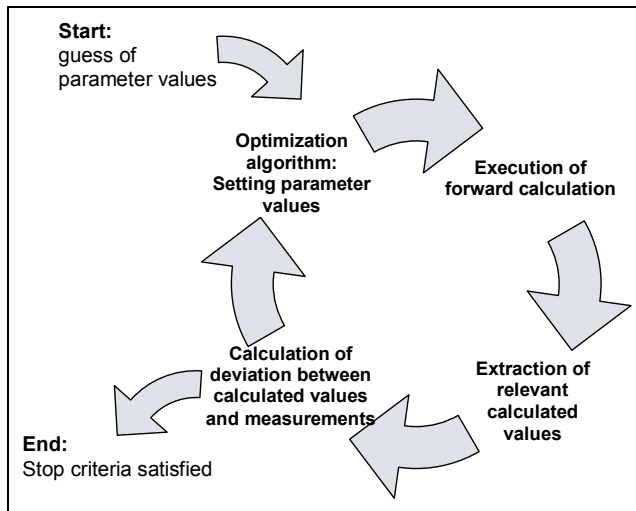 Start:
guess of
parameter values
Optimization
algorithm:
Setting parameter
values
Execution of
forward calculation
Extraction of
relevant
calculated
values
Calculation of
deviation between
calculated values
and measurements
End:
Stop criteria satisfied